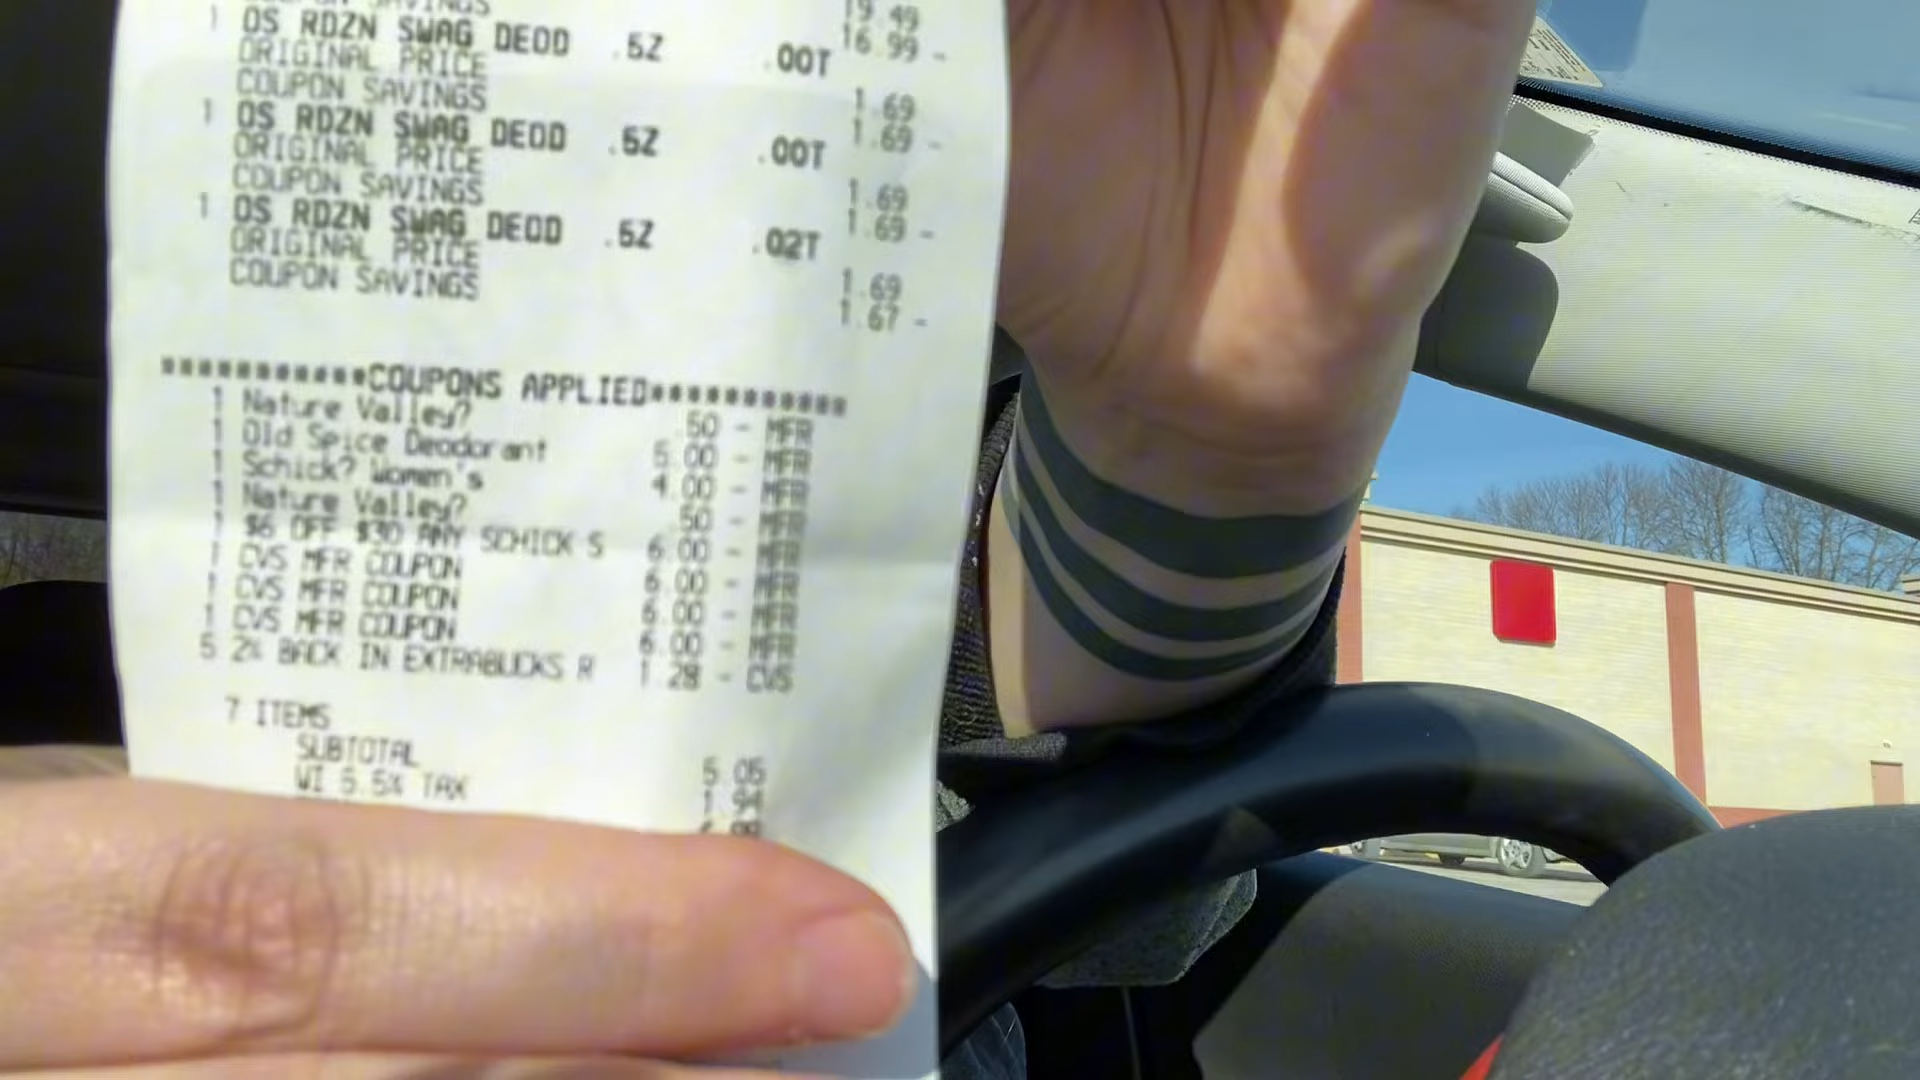 COUPON SAVINGS 16.99 -
1 OS RDZN SWAG DEOD .5Z .00T
ORIGINAL PRICE 1.69
COUPON SAVINGS 1.69 -
1 OS RDZN SWAG DEOD .5Z .00T
ORIGINAL PRICE 1.69
COUPON SAVINGS 1.69 -
1 OS RDZN SWAG DEOD .5Z .02T
ORIGINAL PRICE 1.69
COUPON SAVINGS 1.67 -
***********COUPONS APPLIED***********
1 Nature Valley? .50 - MFR
1 Old Spice Deodorant 5.00 - MFR
1 Schick? Women's 4.00 - MFR
1 Nature Valley? .50 - MFR
1 $6 OFF $30 ANY SCHICK S 6.00 - MFR
1 CVS MFR COUPON 6.00 - MFR
1 CVS MFR COUPON 6.00 - MFR
1 CVS MFR COUPON 6.00 - MFR
5 2% BACK IN EXTRABUCKS R 1.28 - CVS
7 ITEMS
SUBTOTAL 5.05
WI 5.5% TAX 1.94